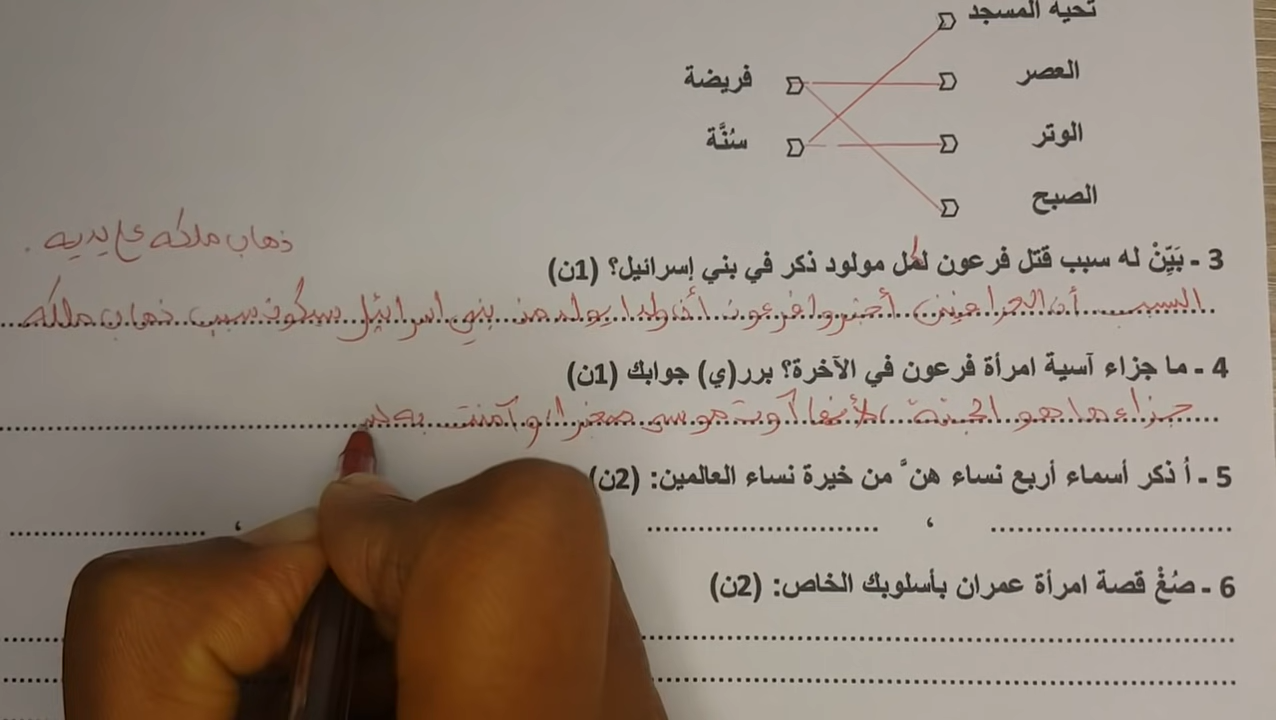 تحية المسجد
فريضة العصر
سُنَّة الوتر
الصبح
3 - بَيِّنْ له سبب قتل فرعون لكل مولود ذكر في بني إسرائيل؟ (1ن)
ذهاب ملكه على يديه .
السبب أن أخبروا فرعون أن ولدا يولد من بني اسرائيل سيكون سبب ذهاب ملكه
4 - ما جزاء آسية امرأة فرعون في الآخرة؟ برر(ي) جوابك (1ن)
جزاءها هو الجنة لأنها آوت موسى صغيرا، و آمنت به
5 - أ ذكر أسماء أربع نساء هنَّ من خيرة نساء العالمين: (2ن)
، ،
6 - صُغْ قصة امرأة عمران بأسلوبك الخاص: (2ن)